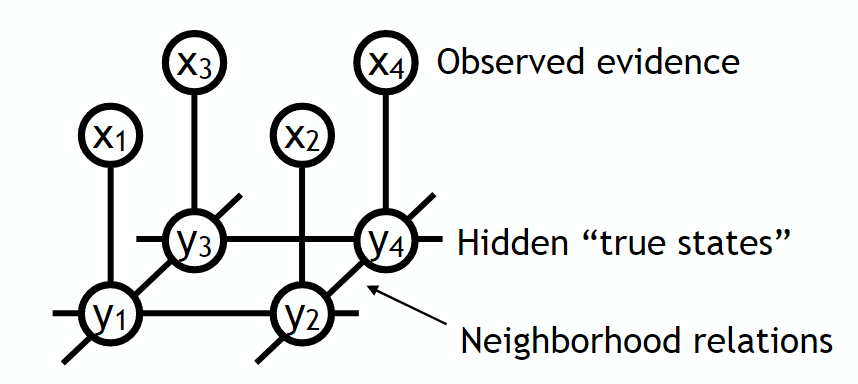 x3
x4 Observed evidence
x1
x2
y3
y4 Hidden “true states”
y1
y2
Neighborhood relations